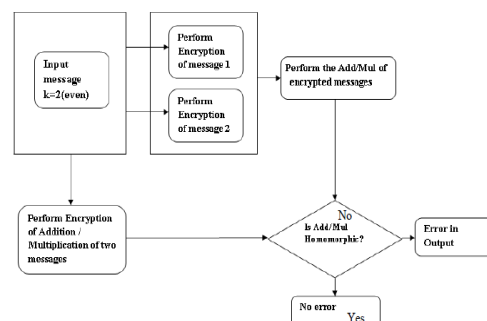 Input
message
k=2(even)
Perform
Encryption
of message 1
Perform
Encryption
of message 2
Perform the Add/Mul of
encrypted messages
Perform Encryption
of Addition /
Multiplication of two
messages
No
Is Add/Mul
Homomorphic?
Error in
Output
No error
Yes